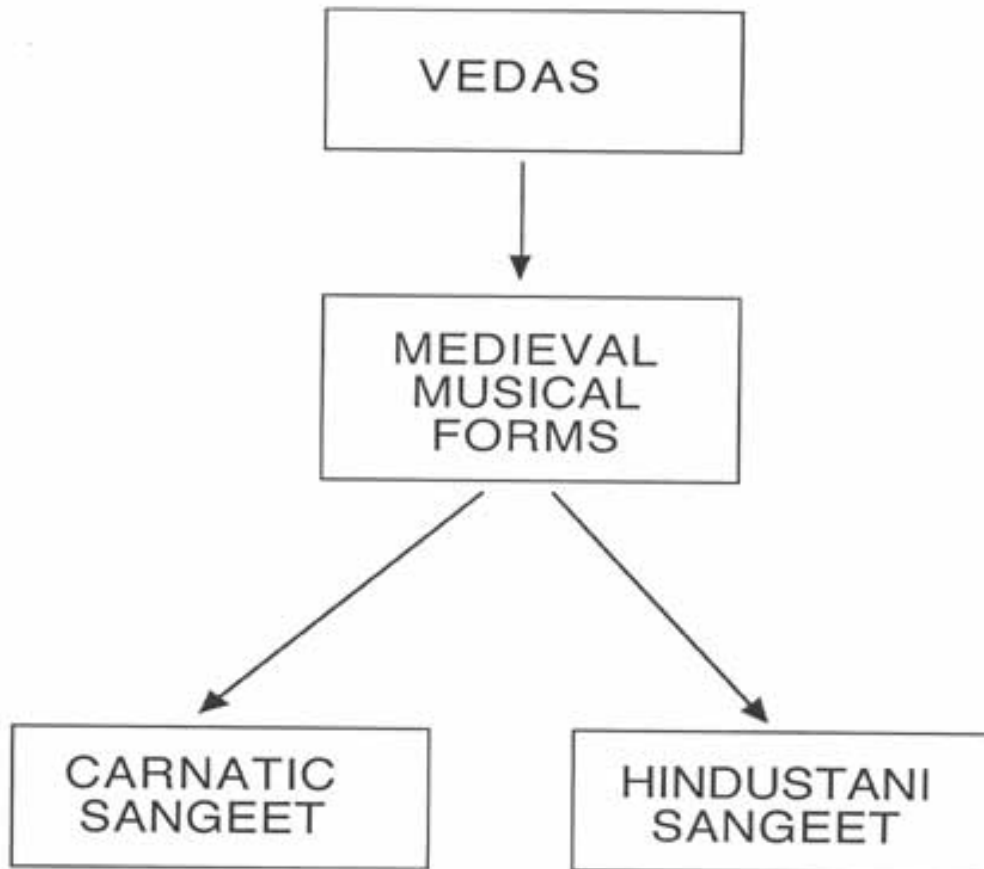 VEDAS
MEDIEVAL
MUSICAL
FORMS
CARNATIC
SANGEET
HINDUSTANI
SANGEET